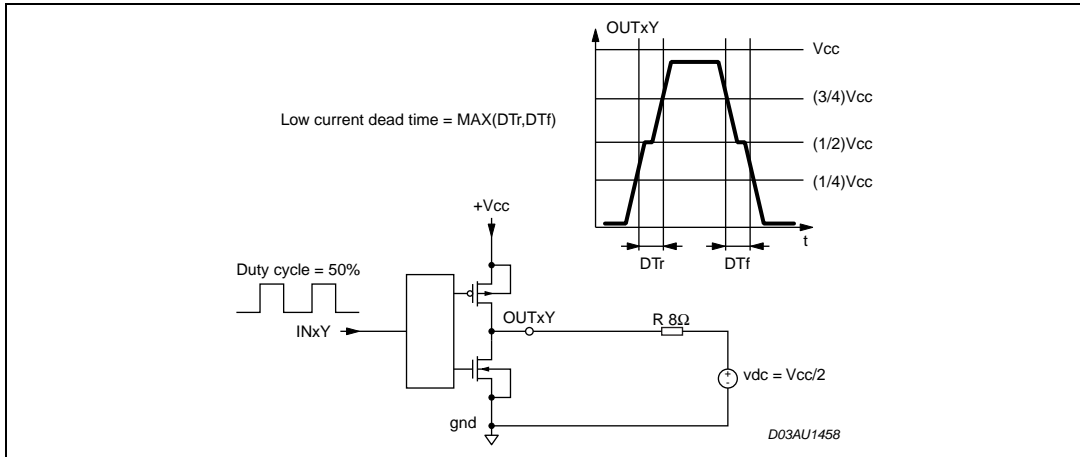 OUTxY
Vcc
(3/4)Vcc
Low current dead time = MAX(DTr,DTf)
(1/2)Vcc
(1/4)Vcc
+Vcc
t
DTr
DTf
Duty cycle = 50%
OUTxY
R 8Ω
INxY
+
-
vdc = Vcc/2
gnd
D03AU1458